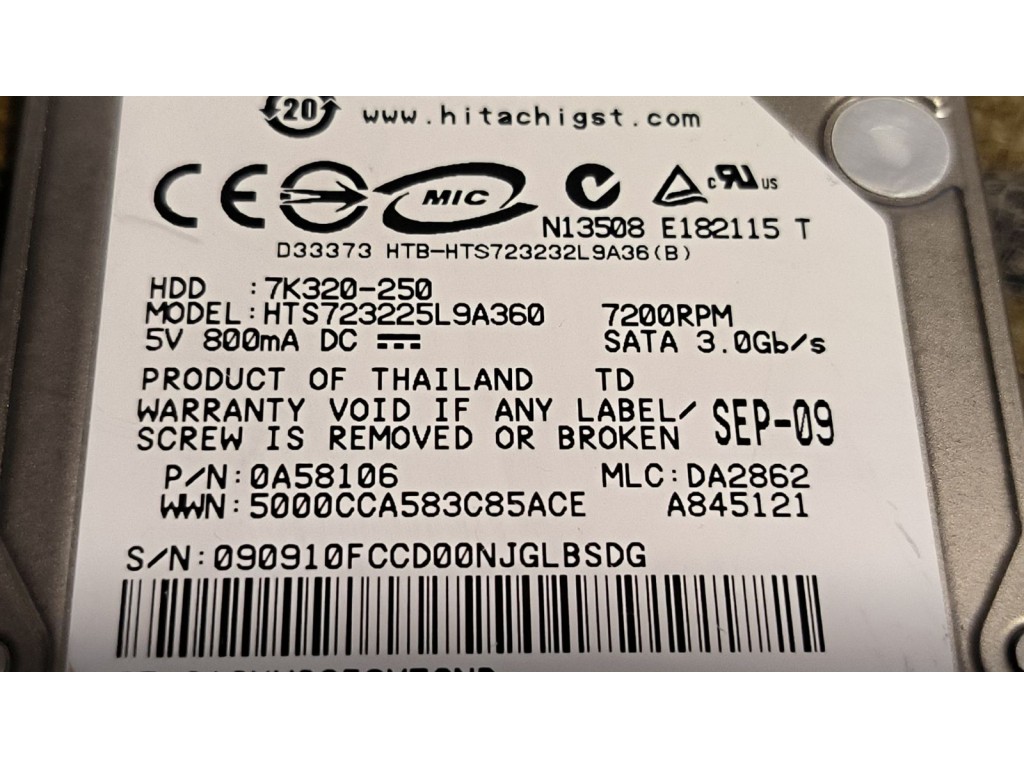 20 www.hitachigst.com
CE MIC c RU us
N13508 E182115 T
D33373 HTB-HTS723232L9A36(B)
HDD :7K320-250
MODEL:HTS723225L9A360 7200RPM
5V 800mA DC SATA 3.0Gb/s
PRODUCT OF THAILAND TD
WARRANTY VOID IF ANY LABEL/
SCREW IS REMOVED OR BROKEN SEP-09
P/N:0A58106 MLC:DA2862
WWN:5000CCA583C85ACE A845121
S/N:090910FCCD00NJGLBSDG